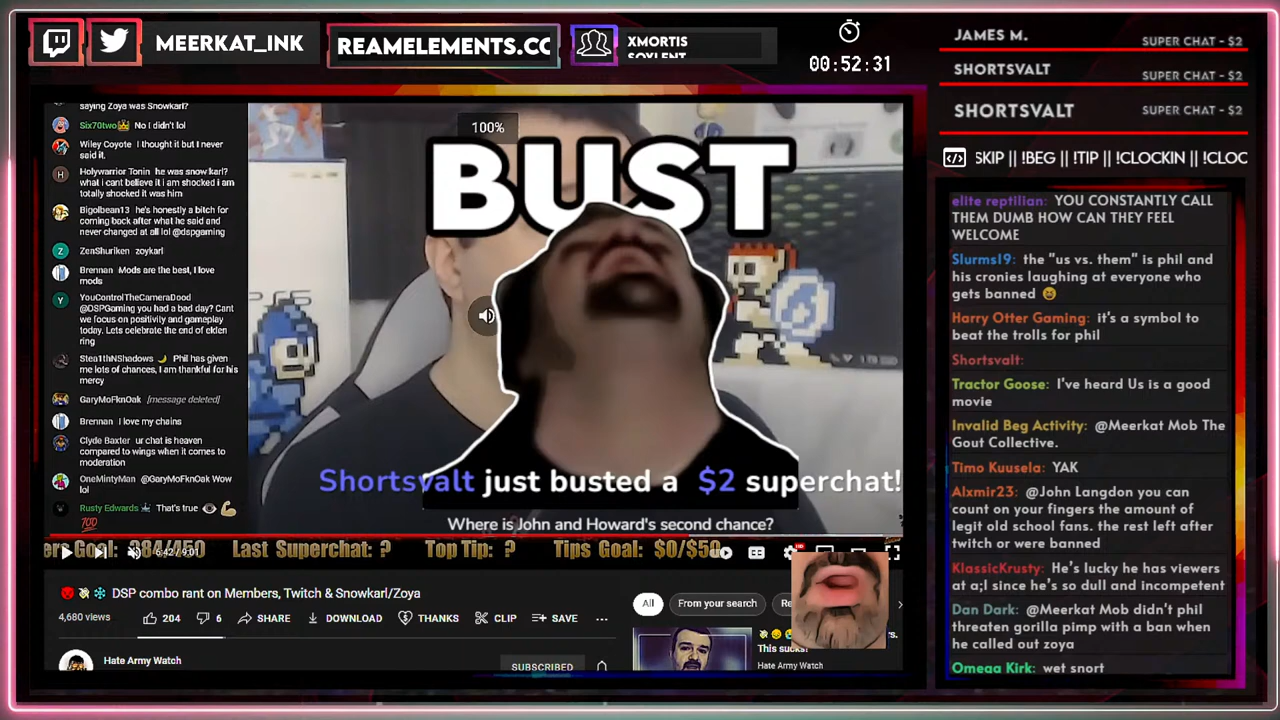 MEERKAT_INK
REAMELEMENTS.CC
XMORTIS
SOYLENT
00:52:31
JAMES M. SUPER CHAT - $2
SHORTSVALT SUPER CHAT - $2
SHORTSVALT SUPER CHAT - $2
SKIP || !BEG || !TIP || !CLOCKIN || !CLOC
saying Zoya was Snowkarl?
Six70two No I didn't lol
Wiley Coyote I thought it but I never
said it.
Holywarrior Tonin he was snow karl?
what i cant believe it i am shocked i am
totally shocked it was him
Bigolbean13 he's honestly a bitch for
coming back after what he said and
never changed at all lol @dspgaming
ZenShuriken zoykarl
Brennan Mods are the best, I love
mods
YouControlTheCameraDood
@DSPGaming you had a bad day? Cant
we focus on positivity and gameplay
today. Lets celebrate the end of elden
ring
Stea1thNShadows Phil has given
me lots of chances, I am thankful for his
mercy
GaryMoFknOak [message deleted]
Brennan I love my chains
Clyde Baxter ur chat is heaven
compared to wings when it comes to
moderation
OneMintyMan @GaryMoFknOak Wow
lol
Rusty Edwards That's true
100
100%
BUST
Shortsvalt just busted a $2 superchat!
Where is John and Howard's second chance?
ers Goal: 384/450 Last Superchat: ? Top Tip: ? Tips Goal: $0/$50
6:42 / 9:01
DSP combo rant on Members, Twitch & Snowkarl/Zoya
4,680 views 204 6 SHARE DOWNLOAD THANKS CLIP SAVE
Hate Army Watch
SUBSCRIBED
All From your search Re
rs.
This sucks!
Hate Army Watch
elite reptilian: YOU CONSTANTLY CALL
THEM DUMB HOW CAN THEY FEEL
WELCOME
Slurms19: the "us vs. them" is phil and
his cronies laughing at everyone who
gets banned
Harry Otter Gaming: it's a symbol to
beat the trolls for phil
Shortsvalt:
Tractor Goose: I've heard Us is a good
movie
Invalid Beg Activity: @Meerkat Mob The
Gout Collective.
Timo Kuusela: YAK
Alxmir23: @John Langdon you can
count on your fingers the amount of
legit old school fans. the rest left after
twitch or were banned
KlassicKrusty: He's lucky he has viewers
at a;l since he's so dull and incompetent
Dan Dark: @Meerkat Mob didn't phil
threaten gorilla pimp with a ban when
he called out zoya
Omega Kirk: wet snort